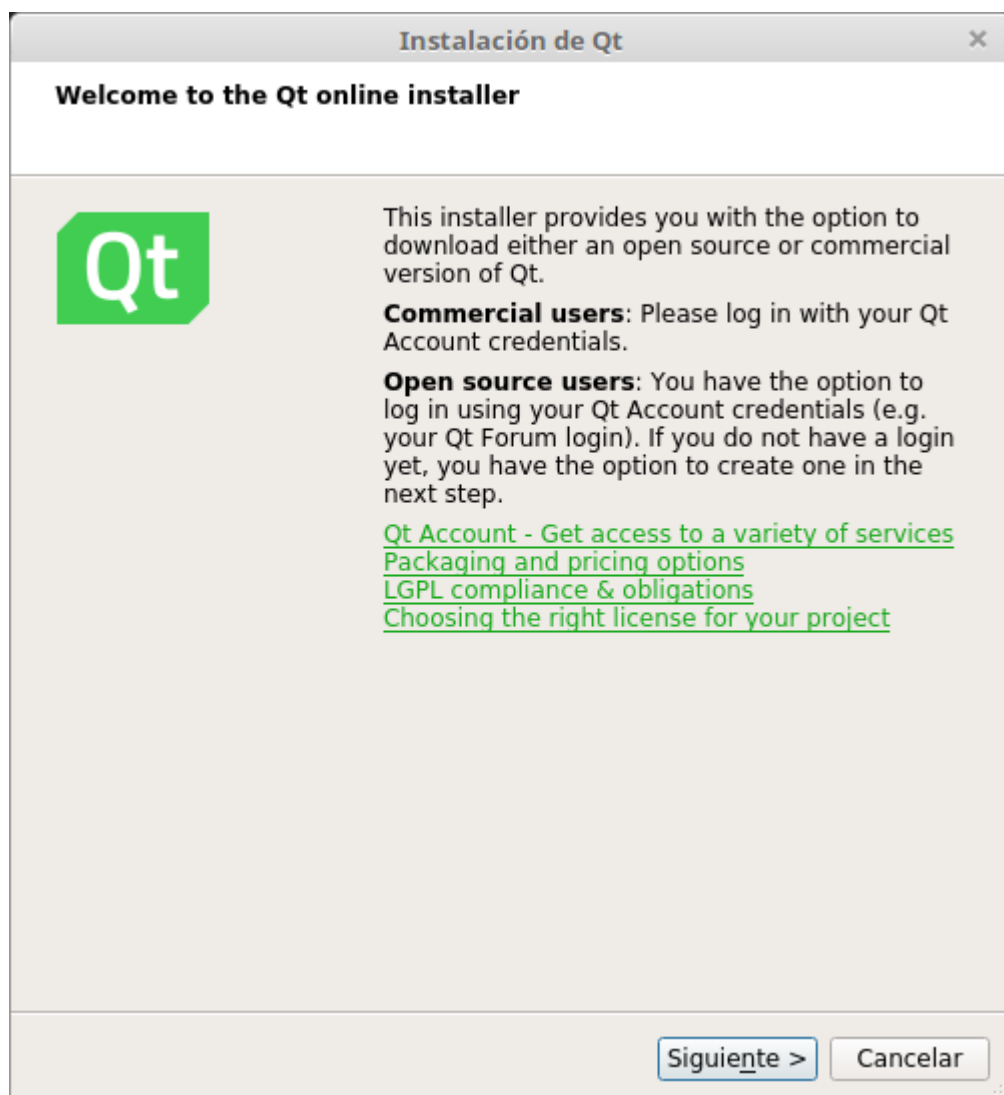 Instalación de Qt
Welcome to the Qt online installer
Qt
This installer provides you with the option to
download either an open source or commercial
version of Qt.
Commercial users: Please log in with your Qt
Account credentials.
Open source users: You have the option to
log in using your Qt Account credentials (e.g.
your Qt Forum login). If you do not have a login
yet, you have the option to create one in the
next step.
Qt Account - Get access to a variety of services
Packaging and pricing options
LGPL compliance & obligations
Choosing the right license for your project
Siguiente >
Cancelar